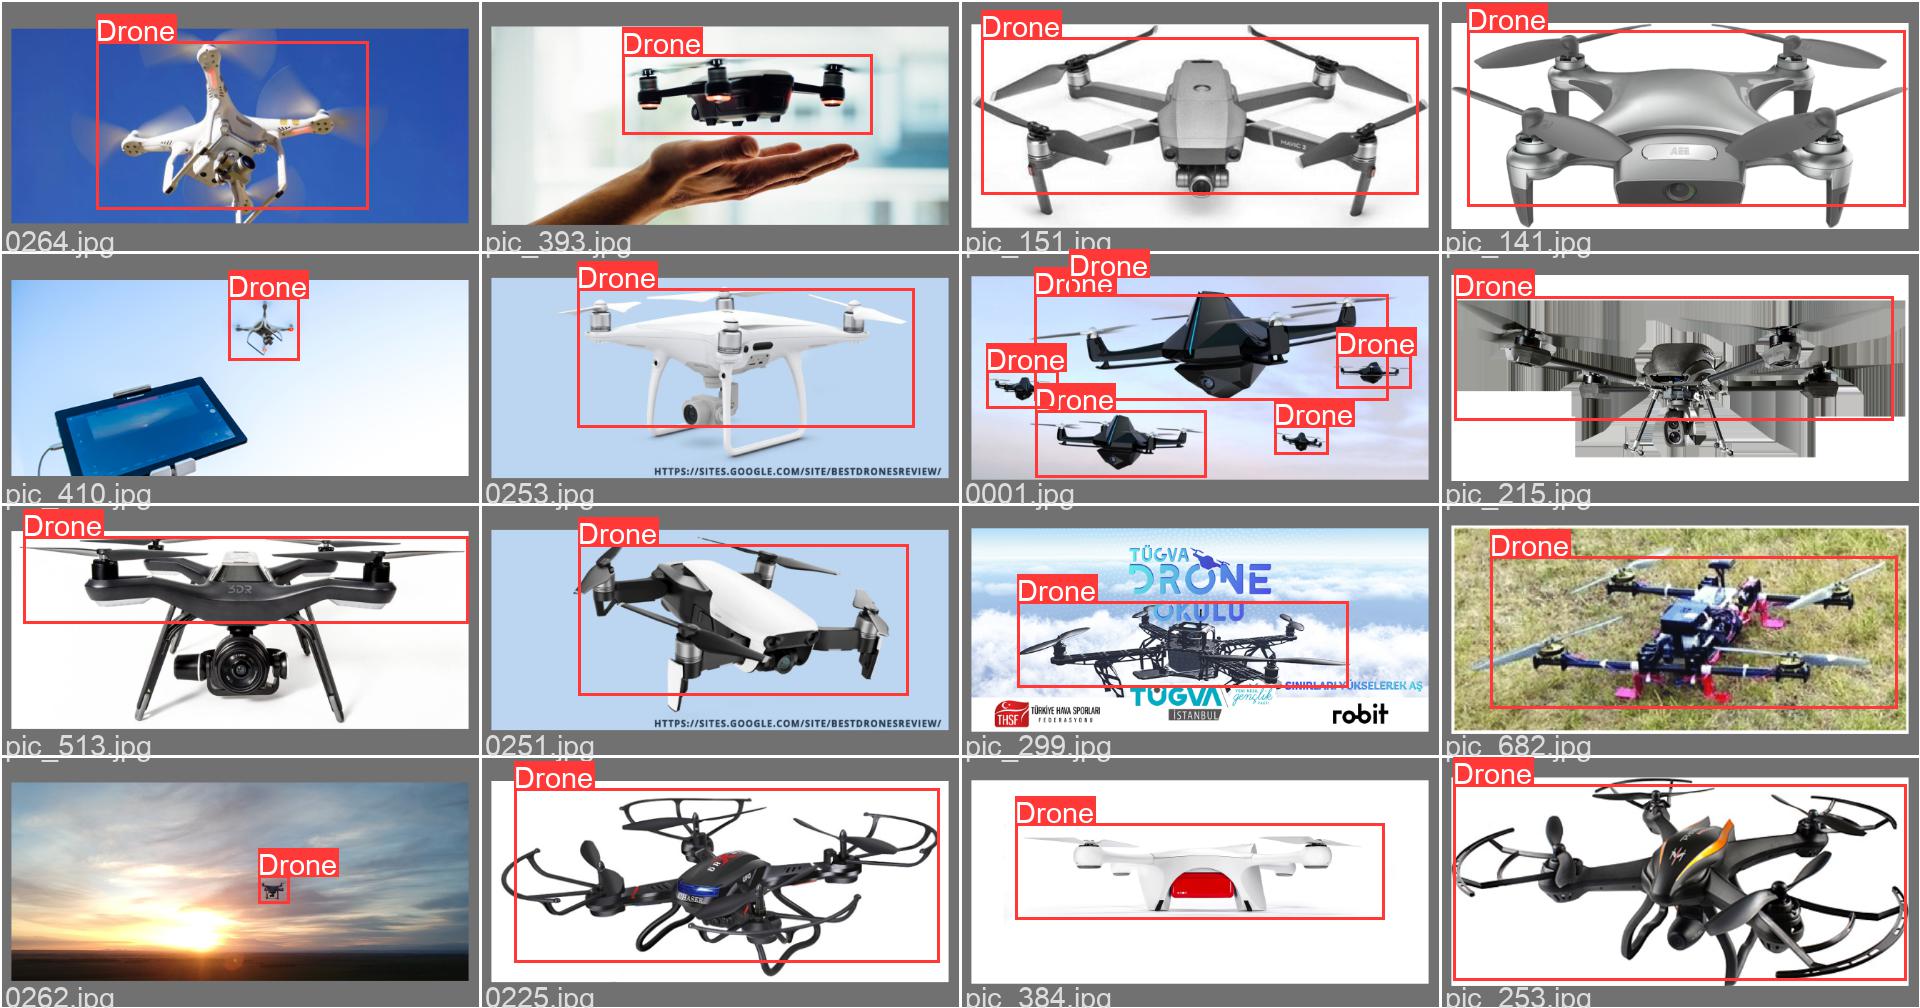 Drone
0264.jpg
Drone
pic_393.jpg
Drone
MAVIC 2
pic_151.jpg
Drone
AEE
pic_141.jpg
Drone
pic_410.jpg
Drone
HTTPS://SITES.GOOGLE.COM/SITE/BESTDRONESREVIEW/
0253.jpg
Drone
Drone
Drone
Drone
Drone
Drone
0001.jpg
Drone
pic_215.jpg
Drone
3DR
pic_513.jpg
Drone
HTTPS://SITES.GOOGLE.COM/SITE/BESTDRONESREVIEW/
0251.jpg
TÜGVA
DRONE
OKULU
Drone
SINIRLARI YÜKSELEREK AŞ
TÜGVA
İSTANBUL
gençlik
THSF
TÜRKİYE HAVA SPORLARI
FEDERASYONU
robit
pic_299.jpg
Drone
pic_682.jpg
Drone
0262.jpg
Drone
0225.jpg
Drone
pic_384.jpg
Drone
pic_253.jpg